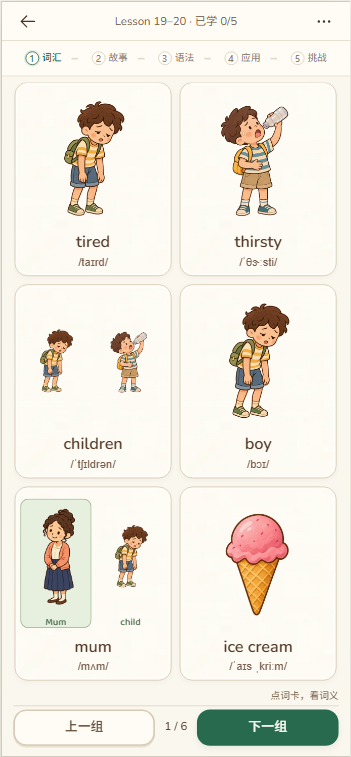 Lesson 19–20 · 已学 0/5
1 词汇 – 2 故事 – 3 语法 – 4 应用 – 5 挑战
tired thirsty
/taɪrd/ /ˈθɝ·sti/
children boy
/ˈtʃɪldrən/ /bɔɪ/
Mum child
mum ice cream
/mʌm/ /ˈaɪs ˌkriːm/
点词卡，看词义
上一组 1 / 6 下一组